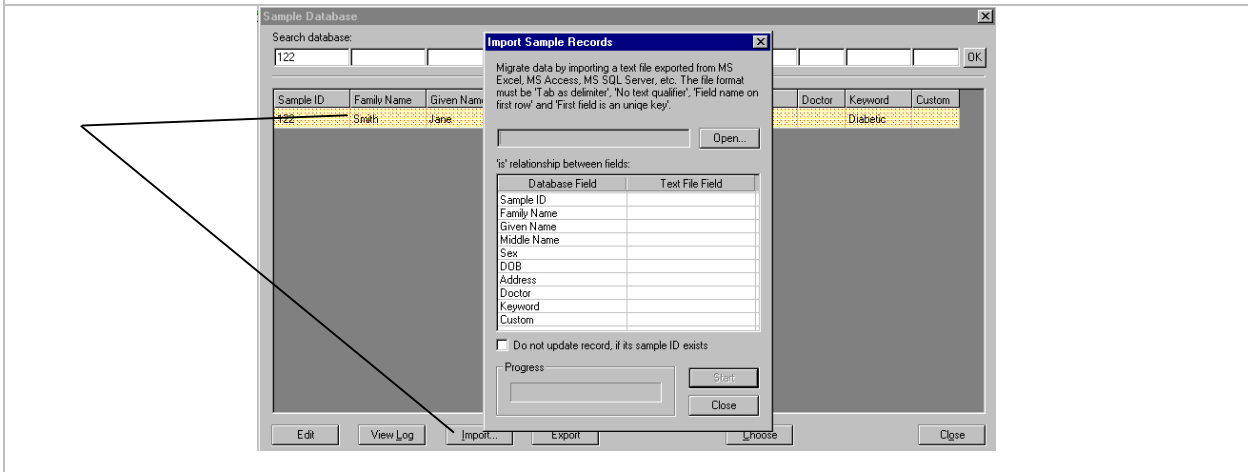 Sample Database
Search database:
122
OK
Sample ID Family Name Given Name Doctor Keyword Custom
122 Smith Jane Diabetic
Import Sample Records
Migrate data by importing a text file exported from MS
Excel, MS Access, MS SQL Server, etc. The file format
must be 'Tab as delimiter', 'No text qualifier', 'Field name on
first row' and 'First field is an uniqe key'.
Open...
'is' relationship between fields:
Database Field Text File Field
Sample ID
Family Name
Given Name
Middle Name
Sex
DOB
Address
Doctor
Keyword
Custom
Do not update record, if its sample ID exists
Progress
Start
Close
Edit View Log Import... Export Choose Close